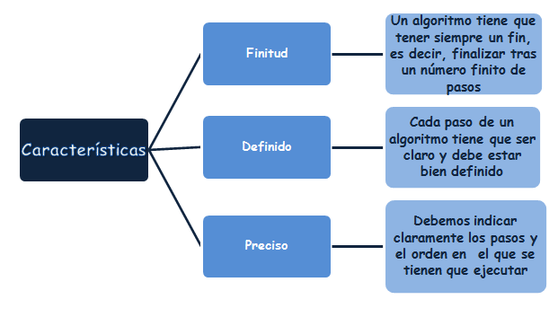 Características
Finitud
Un algoritmo tiene que
tener siempre un fin,
es decir, finalizar tras
un número finito de
pasos
Definido
Cada paso de un
algoritmo tiene que ser
claro y debe estar
bien definido
Preciso
Debemos indicar
claramente los pasos y
el orden en el que se
tienen que ejecutar